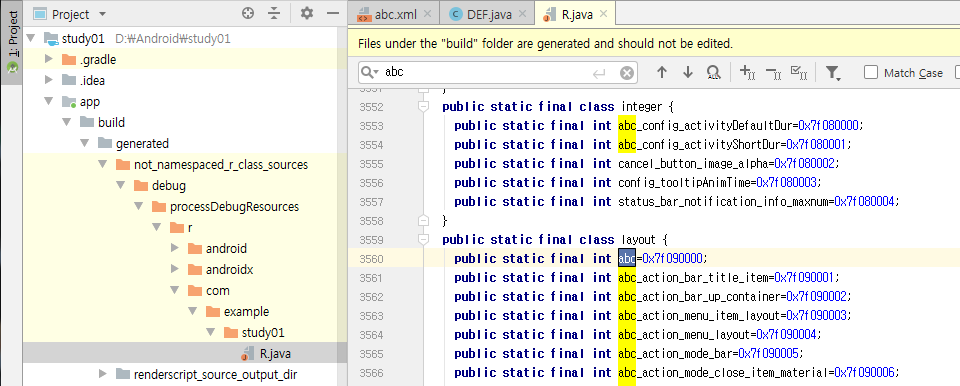 1: Project
Project
study01 D:₩Android₩study01
.gradle
.idea
app
build
generated
not_namespaced_r_class_sources
debug
processDebugResources
r
android
androidx
com
example
study01
R.java
renderscript_source_output_dir
abc.xml DEF.java R.java
Files under the "build" folder are generated and should not be edited.
abc Match Case
3551 }
3552 public static final class integer {
3553 public static final int abc_config_activityDefaultDur=0x7f080000;
3554 public static final int abc_config_activityShortDur=0x7f080001;
3555 public static final int cancel_button_image_alpha=0x7f080002;
3556 public static final int config_tooltipAnimTime=0x7f080003;
3557 public static final int status_bar_notification_info_maxnum=0x7f080004;
3558 }
3559 public static final class layout {
3560 public static final int abc=0x7f090000;
3561 public static final int abc_action_bar_title_item=0x7f090001;
3562 public static final int abc_action_bar_up_container=0x7f090002;
3563 public static final int abc_action_menu_item_layout=0x7f090003;
3564 public static final int abc_action_menu_layout=0x7f090004;
3565 public static final int abc_action_mode_bar=0x7f090005;
3566 public static final int abc_action_mode_close_item_material=0x7f090006;